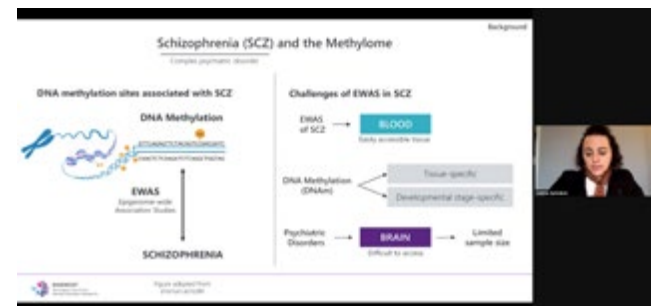 Background
Schizophrenia (SCZ) and the Methylome
Complex psychiatric disorder
DNA methylation sites associated with SCZ
DNA Methylation
EWAS
Epigenome-wide
Association Studies
SCHIZOPHRENIA
Challenges of EWAS in SCZ
EWAS
of SCZ
BLOOD
Easily accessible tissue
DNA Methylation
(DNAm)
Tissue-specific
Developmental stage-specific
Psychiatric
Disorders
BRAIN
Difficult to access
Limited
sample size
Figure adapted from